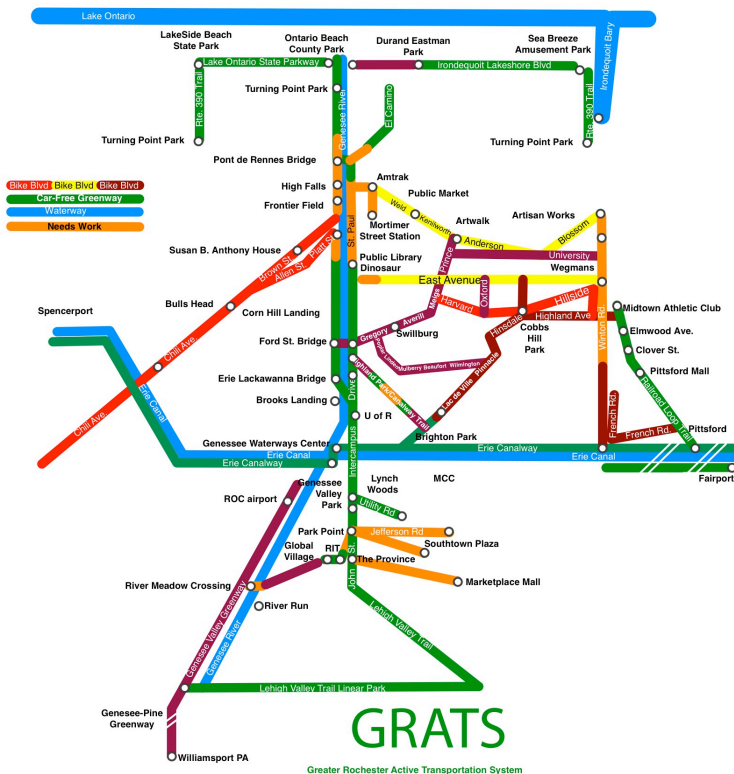 Lake Ontario
LakeSide Beach
State Park
Ontario Beach
County Park
Durand Eastman
Park
Sea Breeze
Amusement Park
Irondequoit Bary
Lake Ontario State Parkway
Irondequoit Lakeshore Blvd
Rte. 390 Trail
Turning Point Park
Genesee River
El Camino
Rte. 390 Trail
Turning Point Park
Turning Point Park
Pont de Rennes Bridge
Bike Blvd
Bike Blvd
Bike Blvd
Car-Free Greenway
Waterway
Needs Work
High Falls
Amtrak
Public Market
Frontier Field
Weld
Kenilworth
Artwalk
Artisan Works
Mortimer
Street Station
St. Paul
Anderson
Blossom
Platt St
Susan B. Anthony House
Brown St.
Allen St.
Public Library
Dinosaur
Prince
University
Wegmans
East Avenue
Bulls Head
Meigs
Harvard
Oxford
Hillside
Spencerport
Corn Hill Landing
Averill
Gregory
Swillburg
Hinsdale
Highland Ave
Cobbs
Hill
Park
Winton Rd.
Midtown Athletic Club
Elmwood Ave.
Clover St.
Pittsford Mall
Ford St. Bridge
Chili Ave.
Poplar Linden
Mulberry Beaufort Wilmington
Pinnacle
Lac de Ville
Highland Park/Canalway Trail
Railroad Loop Trail
Erie Canal
Erie Lackawanna Bridge
Drive
Brooks Landing
U of R
French Rd.
French Rd.
Chili Ave
Brighton Park
Pittsford
Genessee Waterways Center
Erie Canal
Erie Canalway
Intercampus
Erie Canalway
Erie Canal
Fairport
ROC airport
Genessee
Valley
Park
Lynch
Woods
MCC
Utility Rd
Park Point
Jefferson Rd
Southtown Plaza
Global
Village
RIT
The Province
John St.
Marketplace Mall
River Meadow Crossing
River Run
Genesee Valley Greenway
Genesee River
Lehigh Valley Trail
Lehigh Valley Trail Linear Park
Genesee-Pine
Greenway
Williamsport PA
GRATS
Greater Rochester Active Transportation System